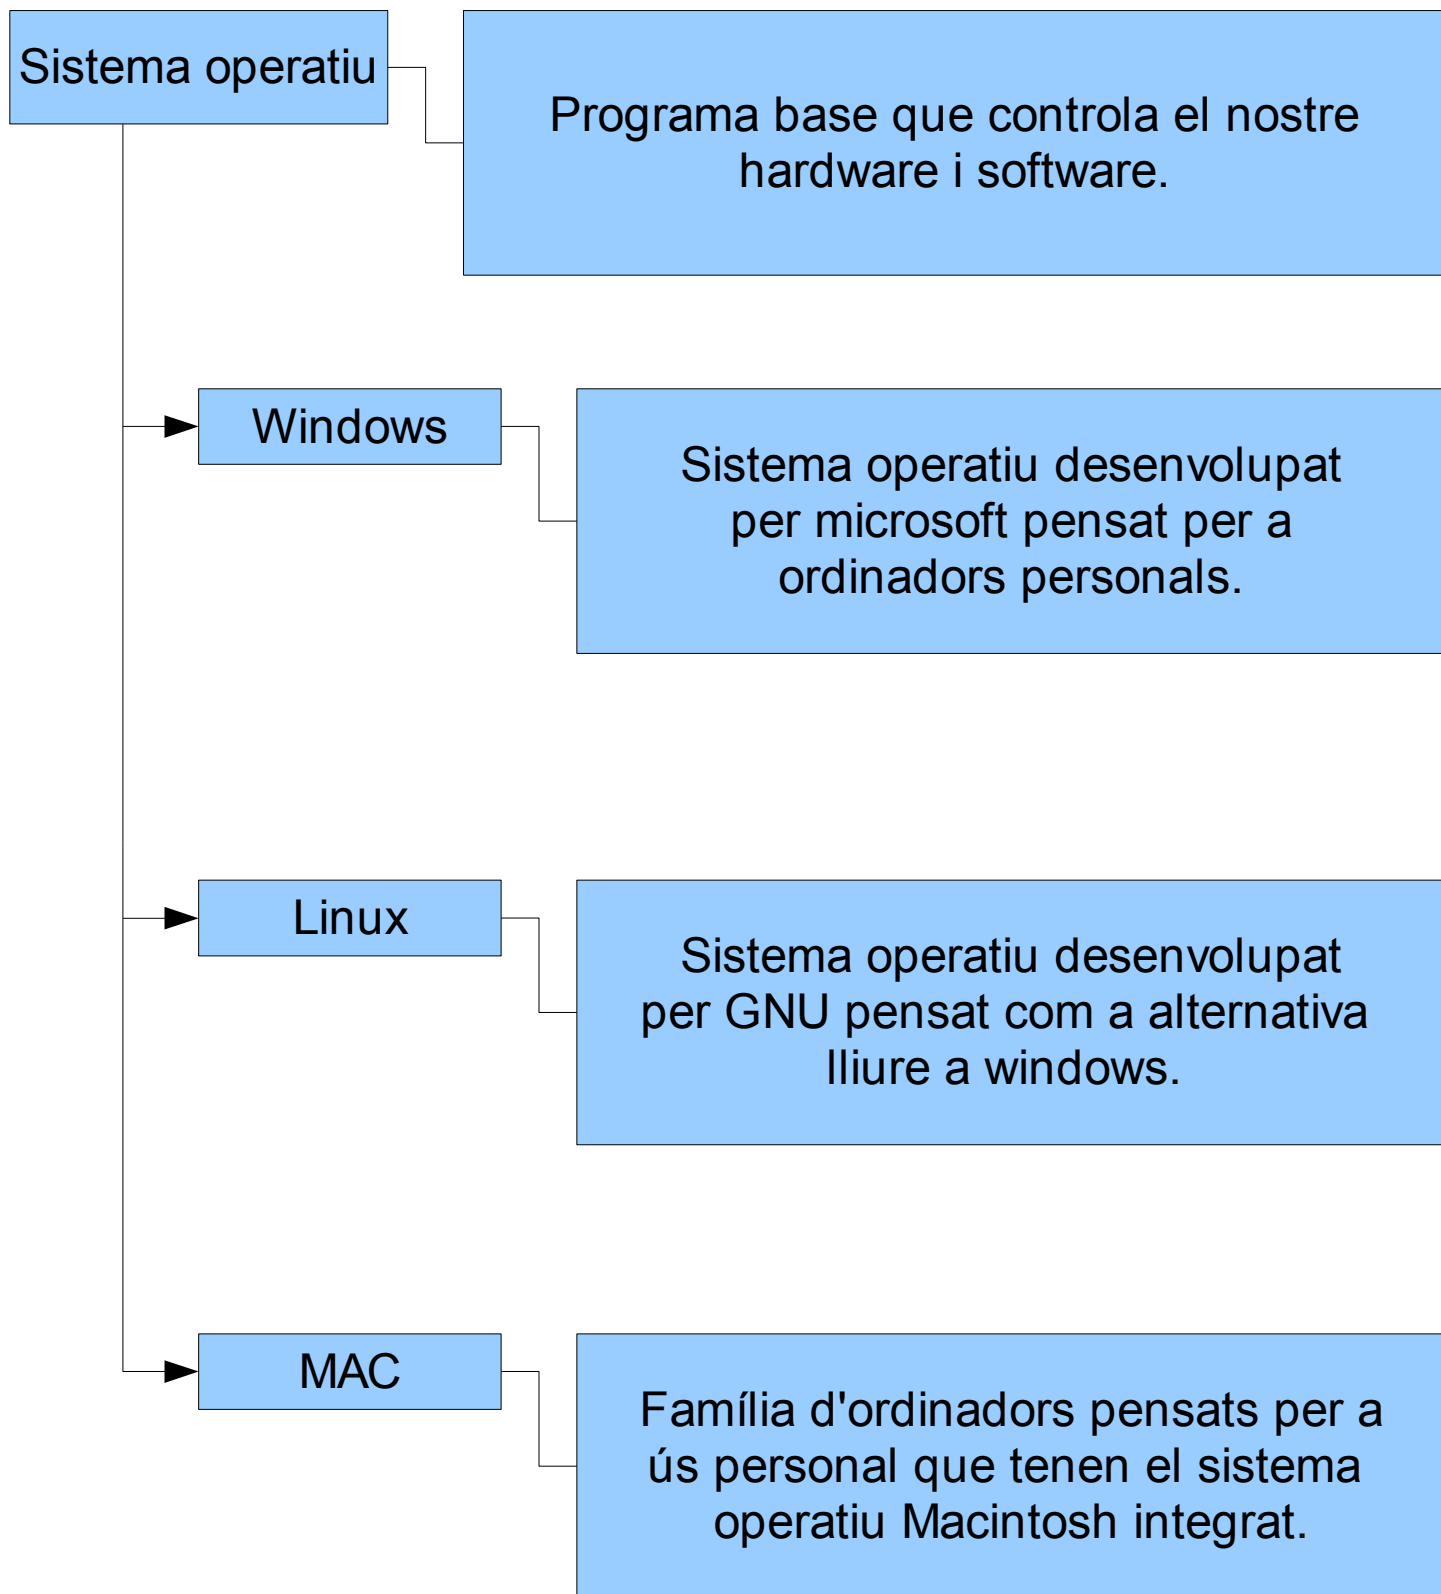 Sistema operatiu
Programa base que controla el nostre
hardware i software.
Windows
Sistema operatiu desenvolupat
per microsoft pensat per a
ordinadors personals.
Linux
Sistema operatiu desenvolupat
per GNU pensat com a alternativa
lliure a windows.
MAC
Família d'ordinadors pensats per a
ús personal que tenen el sistema
operatiu Macintosh integrat.